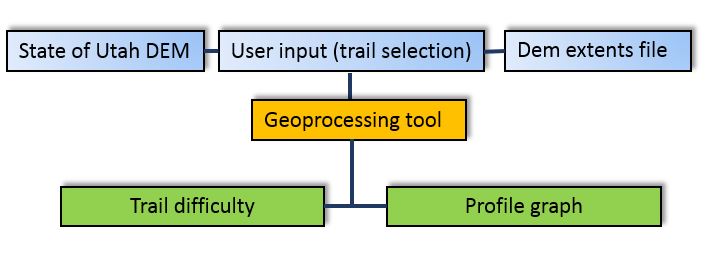 State of Utah DEM
User input (trail selection)
Dem extents file
Geoprocessing tool
Trail difficulty
Profile graph